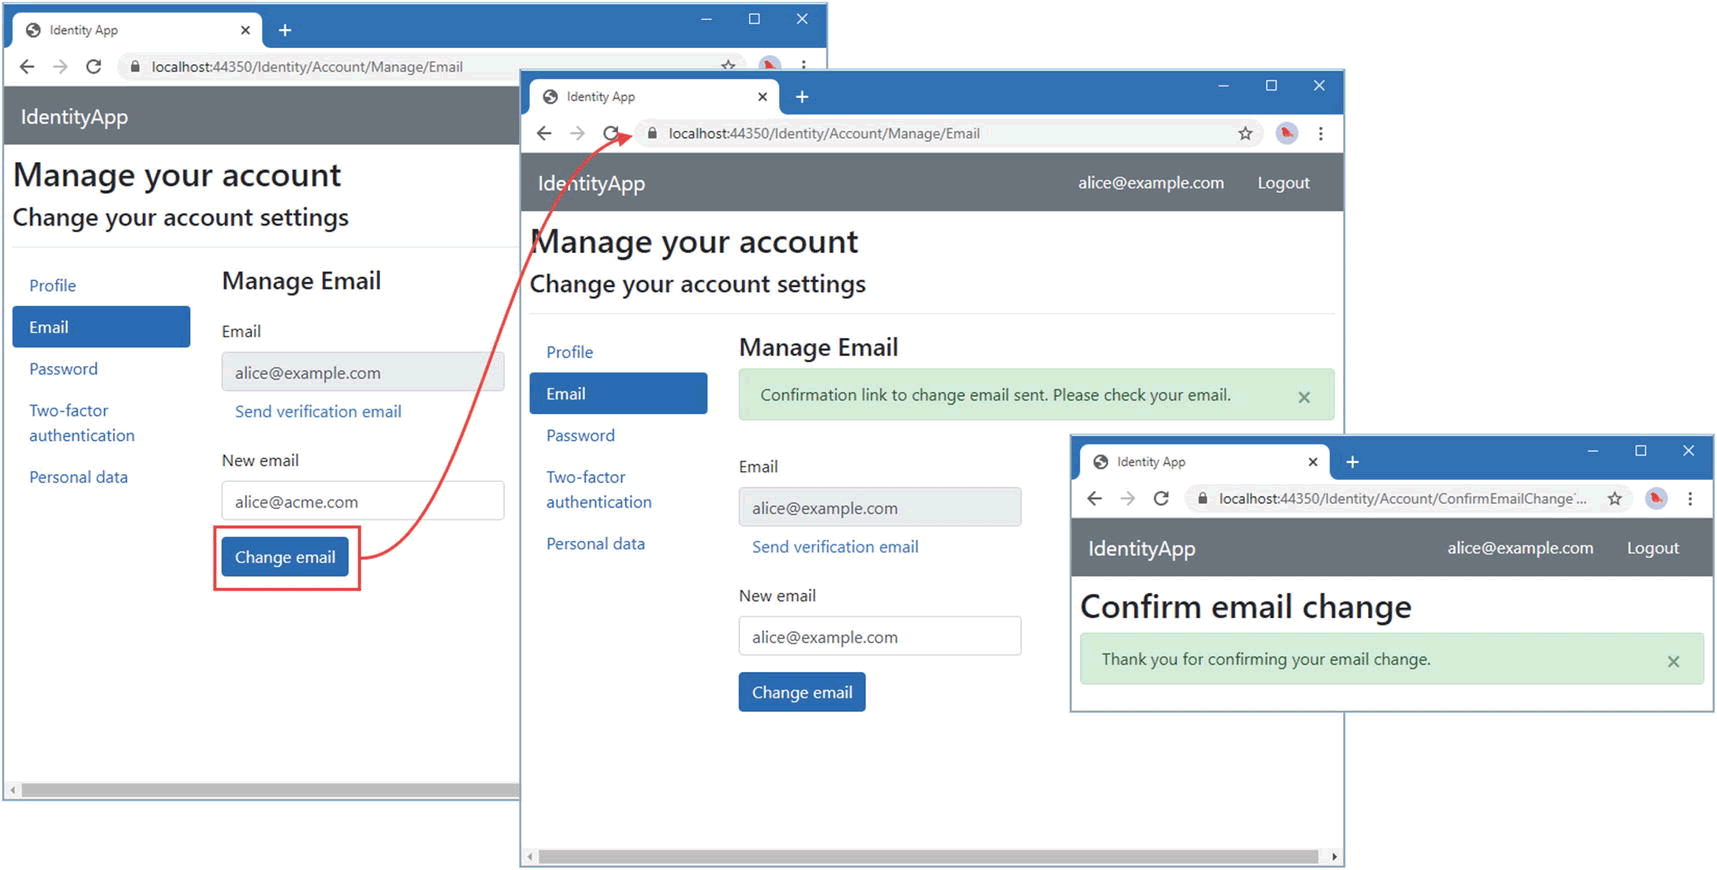 Identity App
localhost:44350/Identity/Account/Manage/Email
IdentityApp
Manage your account
Change your account settings
Profile
Email
Password
Two-factor
authentication
Personal data
Manage Email
Email
alice@example.com
Send verification email
New email
alice@acme.com
Change email
Identity App
localhost:44350/Identity/Account/Manage/Email
IdentityApp
alice@example.com
Logout
Manage your account
Change your account settings
Profile
Email
Password
Two-factor
authentication
Personal data
Manage Email
Confirmation link to change email sent. Please check your email.
Email
alice@example.com
Send verification email
New email
alice@example.com
Change email
Identity App
localhost:44350/Identity/Account/ConfirmEmailChange...
IdentityApp
alice@example.com
Logout
Confirm email change
Thank you for confirming your email change.